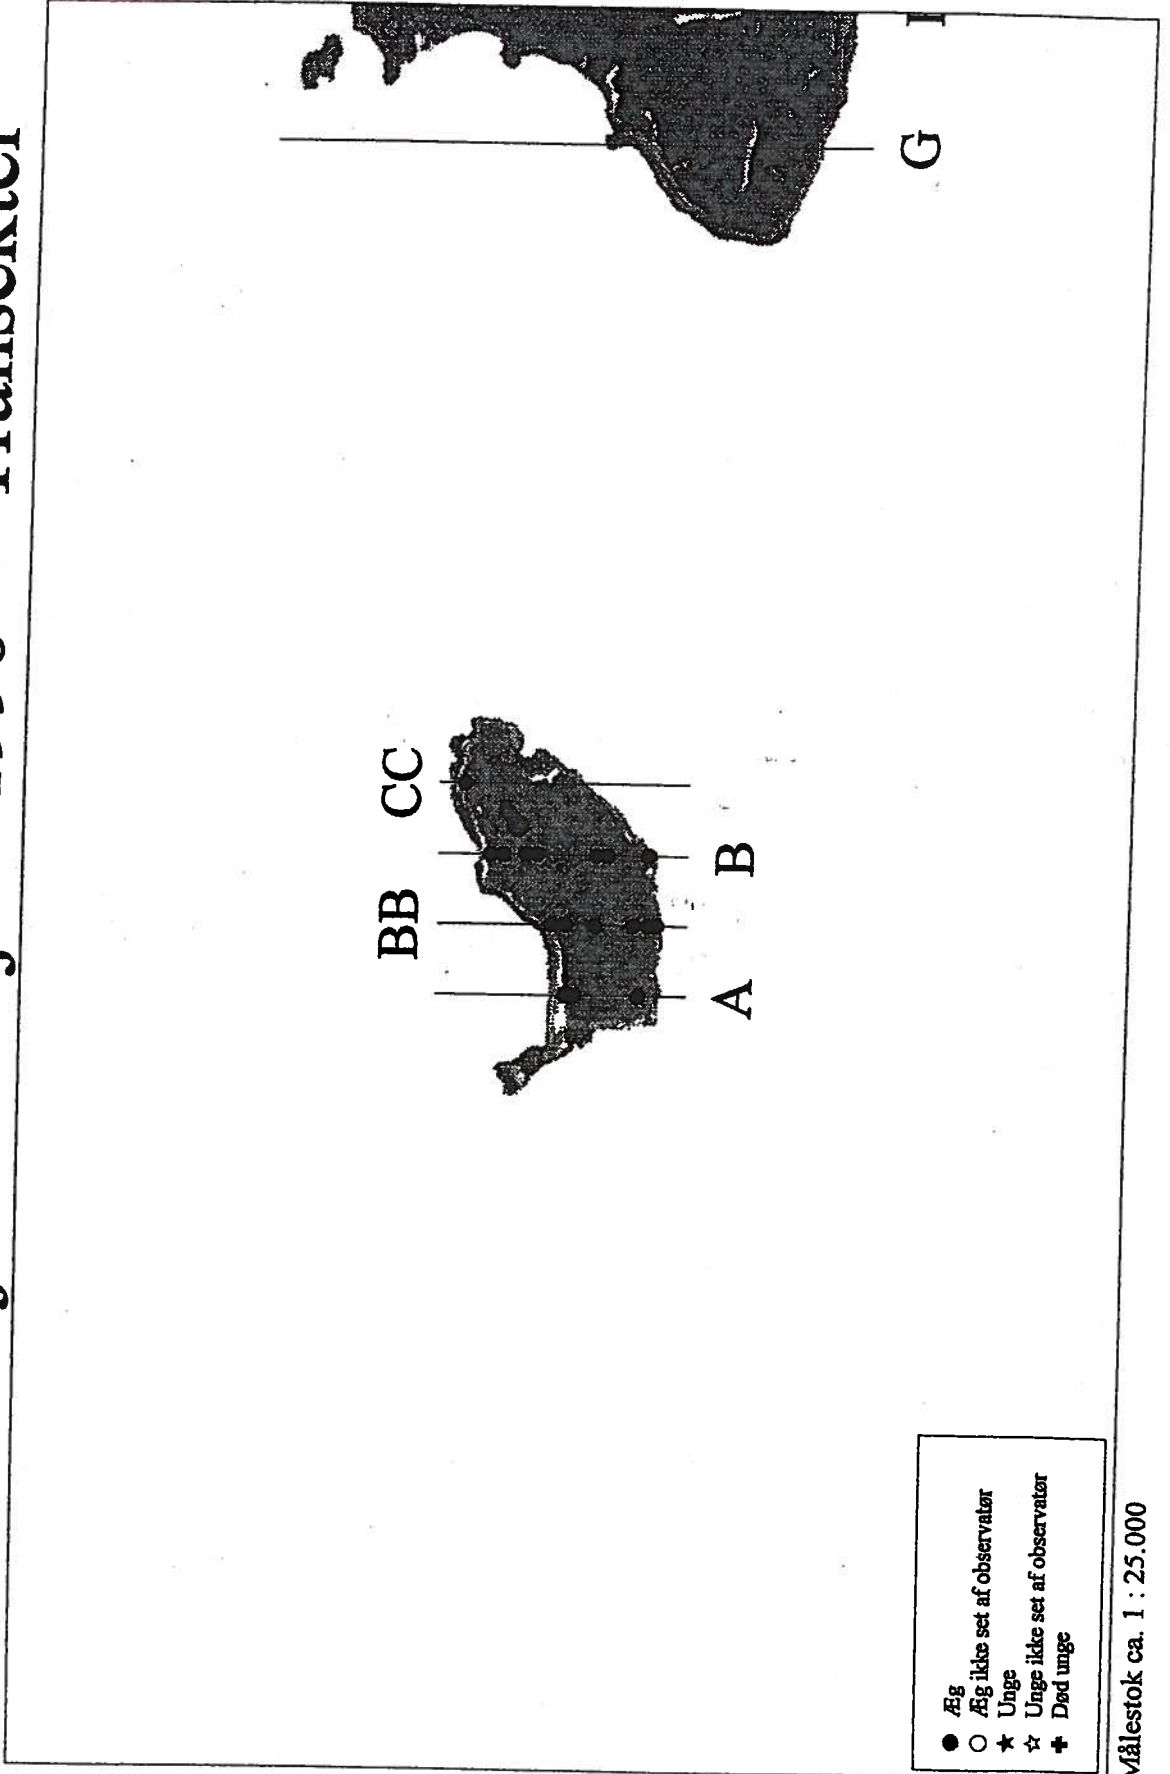 Transekter
CC
BB
B
A
G
Æg
Æg ikke set af observatør
Unge
Unge ikke set af observatør
Død unge
Målestok ca. 1 : 25.000